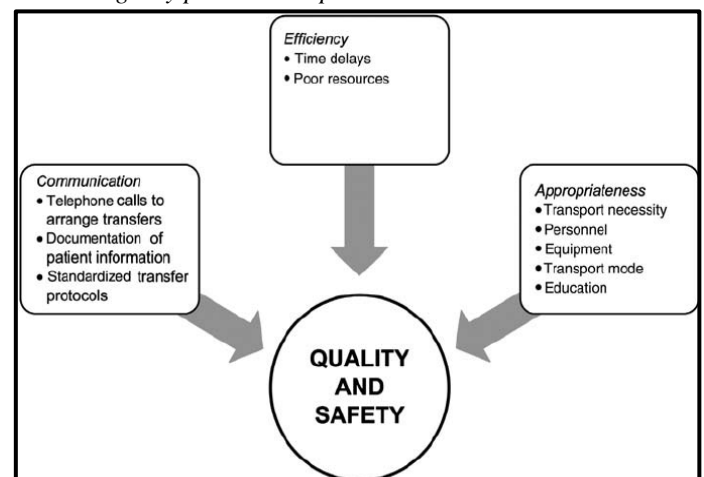 Efficiency
• Time delays
• Poor resources
Communication
• Telephone calls to
arrange transfers
• Documentation of
patient information
• Standardized transfer
protocols
Appropriateness
• Transport necessity
• Personnel
• Equipment
• Transport mode
• Education
QUALITY
AND
SAFETY